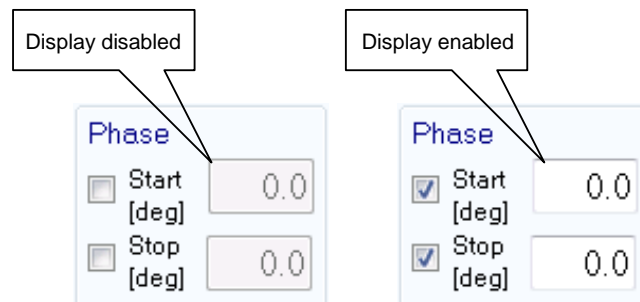 Display disabled
Display enabled
Phase
Start
[deg]
0.0
Stop
[deg]
0.0
Phase
Start
[deg]
0.0
Stop
[deg]
0.0